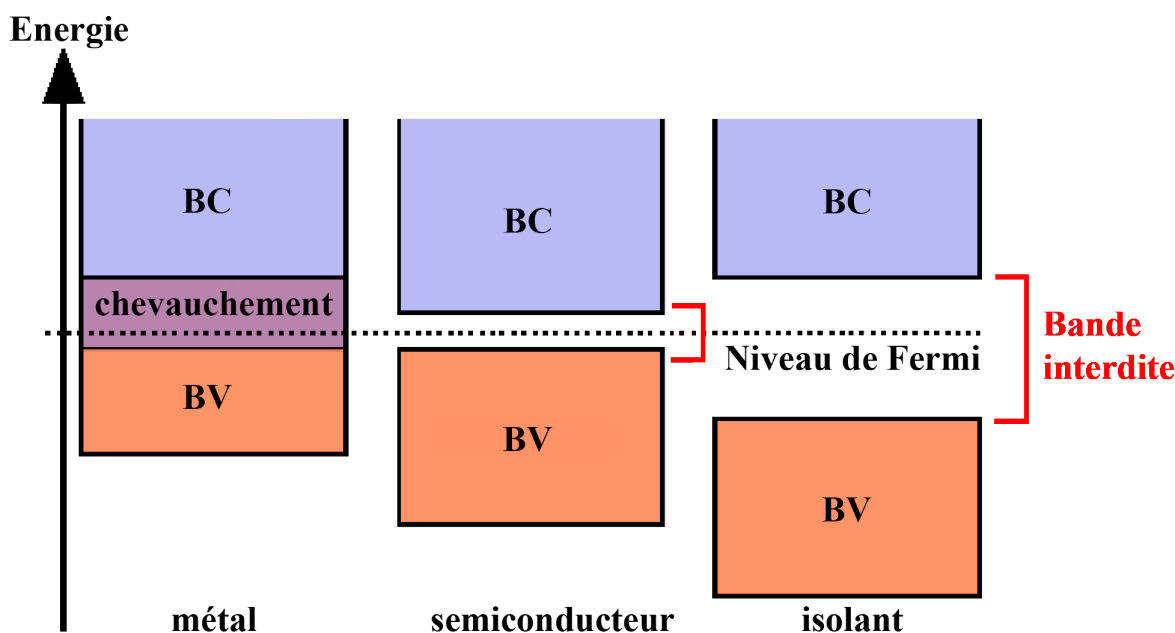 Energie
BC
BC
BC
chevauchement
Niveau de Fermi
Bande
interdite
BV
BV
BV
métal
semiconducteur
isolant